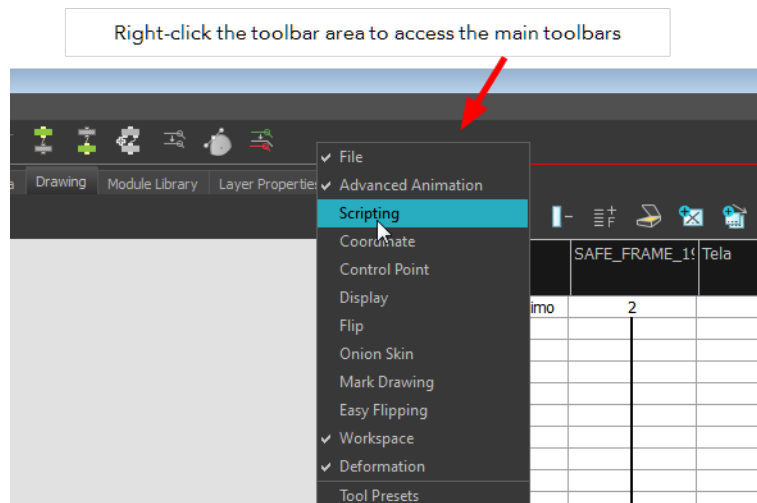 Right-click the toolbar area to access the main toolbars
Drawing Module Library Layer Properties
File
Advanced Animation
Scripting
Coordinate
Control Point
Display
Flip
Onion Skin
Mark Drawing
Easy Flipping
Workspace
Deformation
Tool Presets
SAFE_FRAME_19 Tela
imo 2